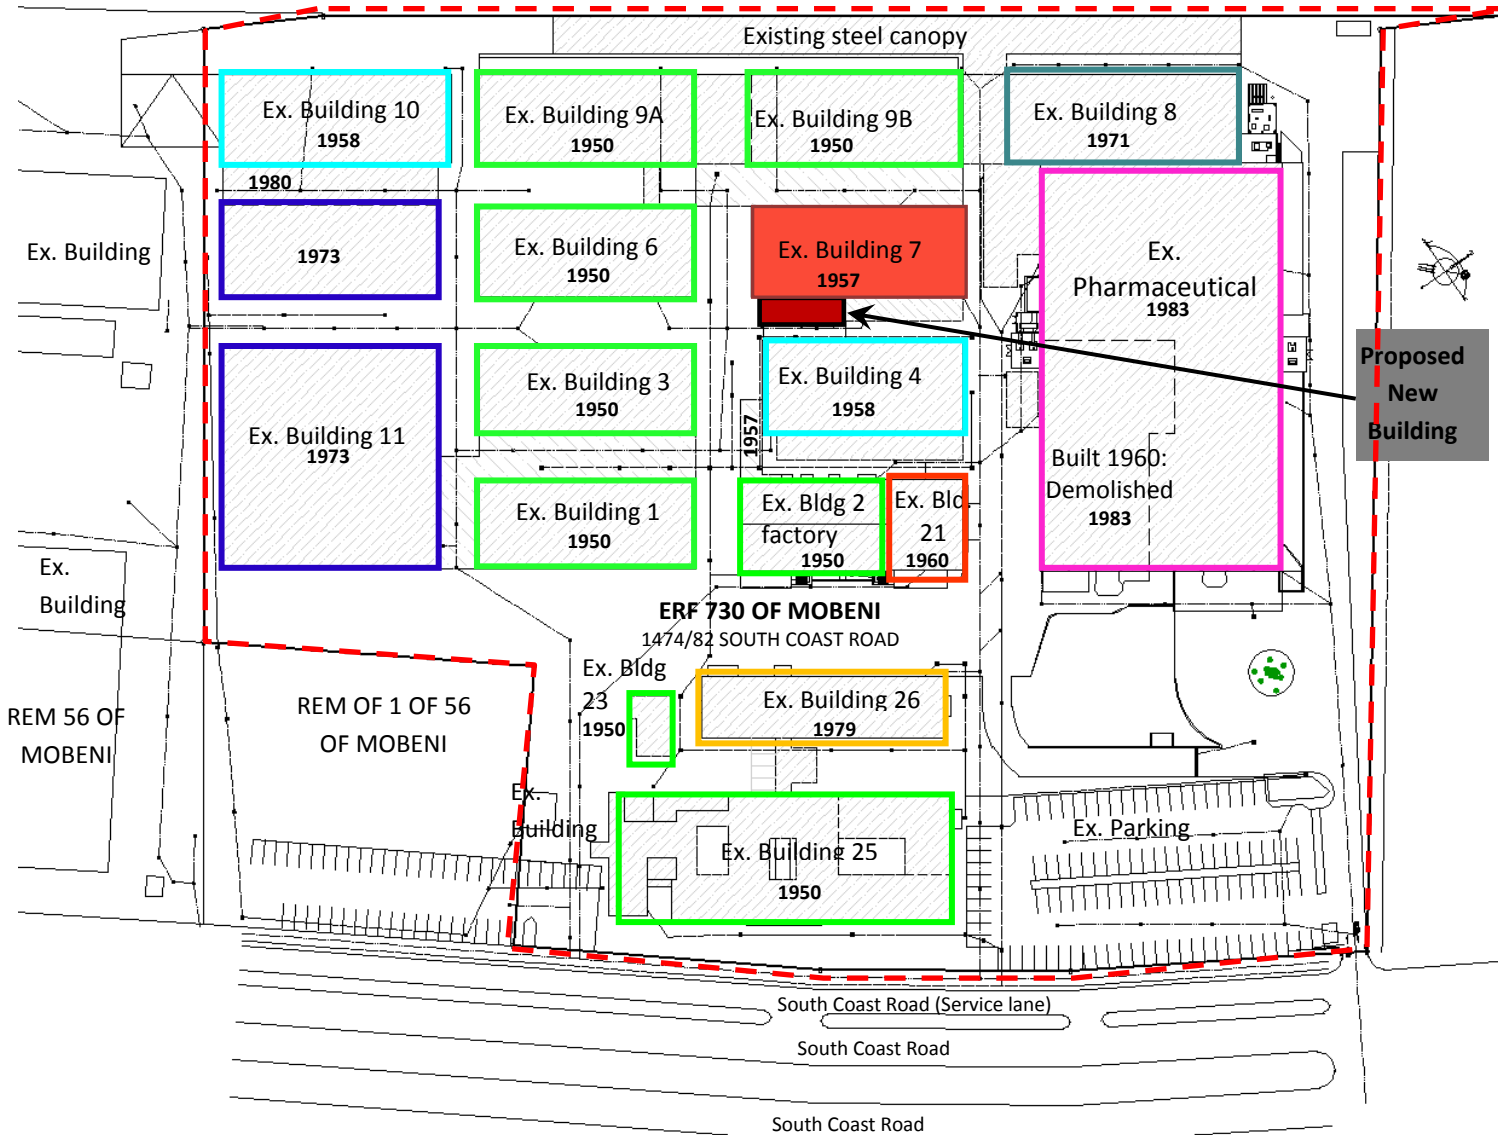 Existing steel canopy
Ex. Building 10
1958
Ex. Building 9A
1950
Ex. Building 9B
1950
Ex. Building 8
1971
1980
Ex. Building
1973
Ex. Building 6
1950
Ex. Building 7
1957
Ex.
Pharmaceutical
1983
Proposed
New
Building
Ex. Building 3
1950
Ex. Building 4
1958
1957
Ex. Building 11
1973
Built 1960:
Demolished
1983
Ex. Building 1
1950
Ex. Bldg 2
factory
1950
Ex. Bld.
21
1960
Ex.
Building
ERF 730 OF MOBENI
1474/82 SOUTH COAST ROAD
Ex. Bldg
23
1950
Ex. Building 26
1979
REM 56 OF
MOBENI
REM OF 1 OF 56
OF MOBENI
Ex.
Building
Ex. Building 25
1950
Ex. Parking
South Coast Road (Service lane)
South Coast Road
South Coast Road